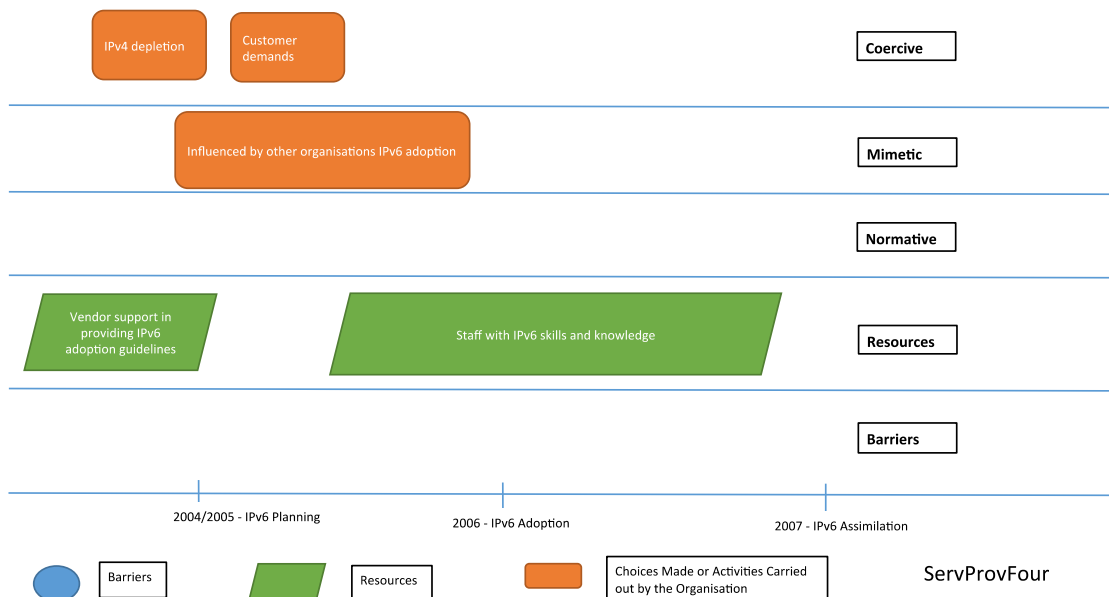 IPv4 depletion
Customer
demands
Coercive
Influenced by other organisations IPv6 adoption
Mimetic
Normative
Vendor support in
providing IPv6
adoption guidelines
Staff with IPv6 skills and knowledge
Resources
Barriers
2004/2005 - IPv6 Planning
2006 - IPv6 Adoption
2007 - IPv6 Assimilation
Barriers
Resources
Choices Made or Activities Carried
out by the Organisation
ServProvFour